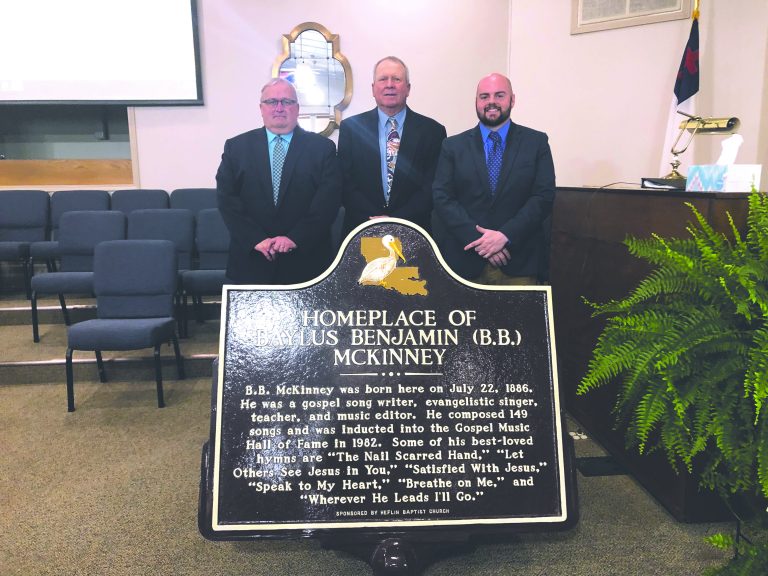 HOMEPLACE OF
BAYLUS BENJAMIN (B.B.)
MCKINNEY
B.B. McKinney was born here on July 22, 1886.
He was a gospel song writer, evangelistic singer,
teacher, and music editor. He composed 149
songs and was inducted into the Gospel Music
Hall of Fame in 1982. Some of his best-loved
hymns are "The Nail Scarred Hand," "Let
Others See Jesus in You," "Satisfied With Jesus,"
"Speak to My Heart," "Breathe on Me," and
"Wherever He Leads I'll Go."
SPONSORED BY HEFLIN BAPTIST CHURCH